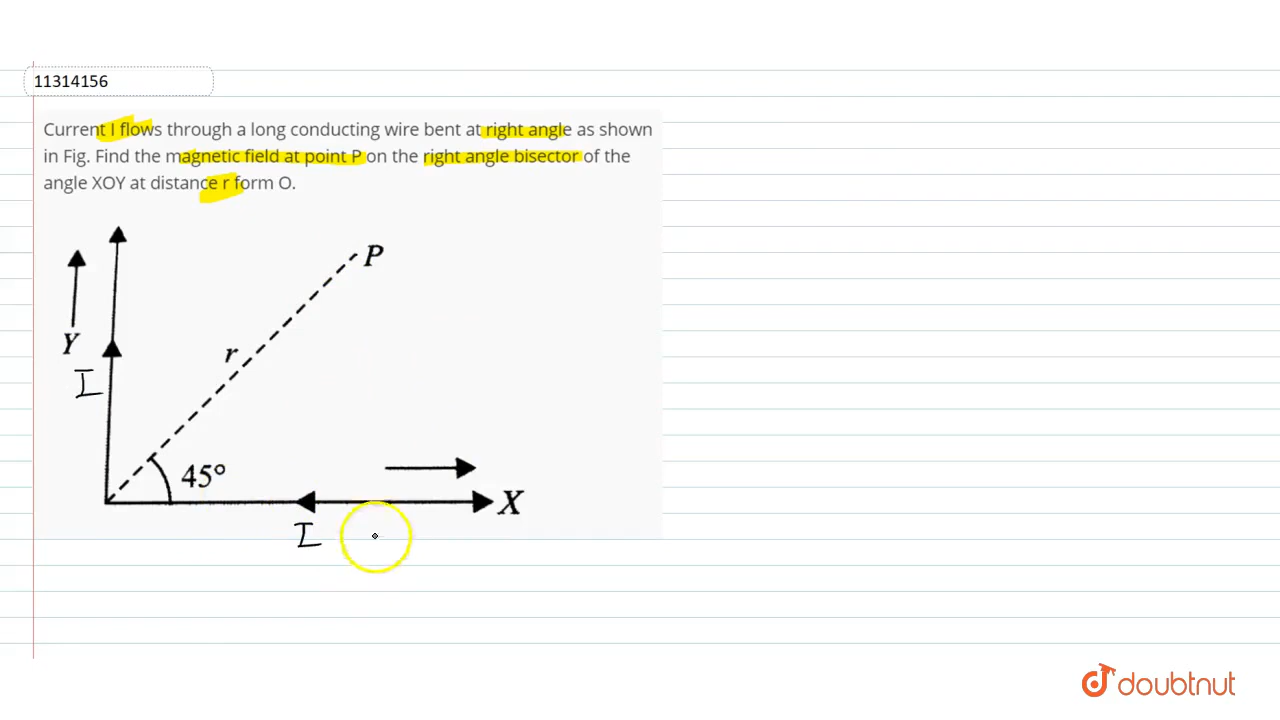 11314156
Current I flows through a long conducting wire bent at right angle as shown
in Fig. Find the magnetic field at point P on the right angle bisector of the
angle XOY at distance r form O.
P
Y
r
I
45°
X
I
doubtnut